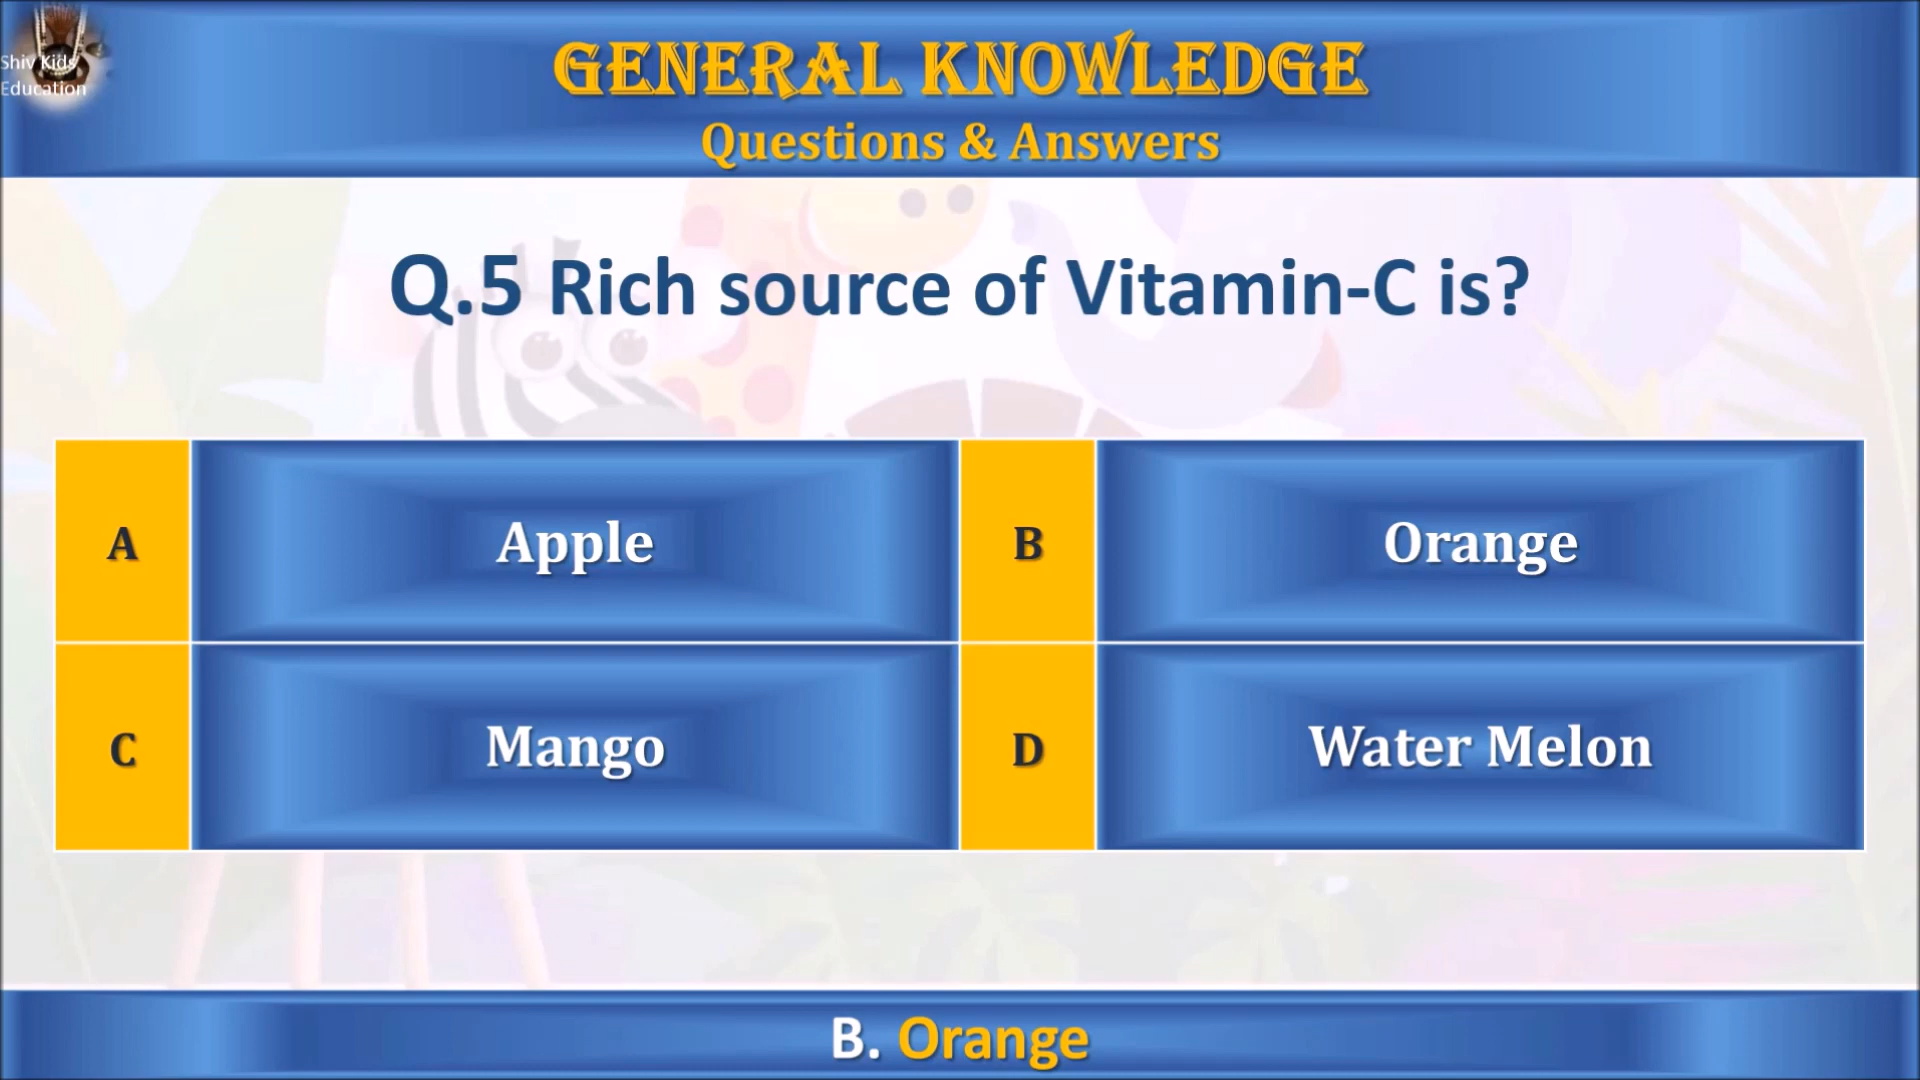 Shiv Kids
Education
GENERAL KNOWLEDGE
Questions & Answers
Q.5 Rich source of Vitamin-C is?
A
Apple
B
Orange
C
Mango
D
Water Melon
B. Orange